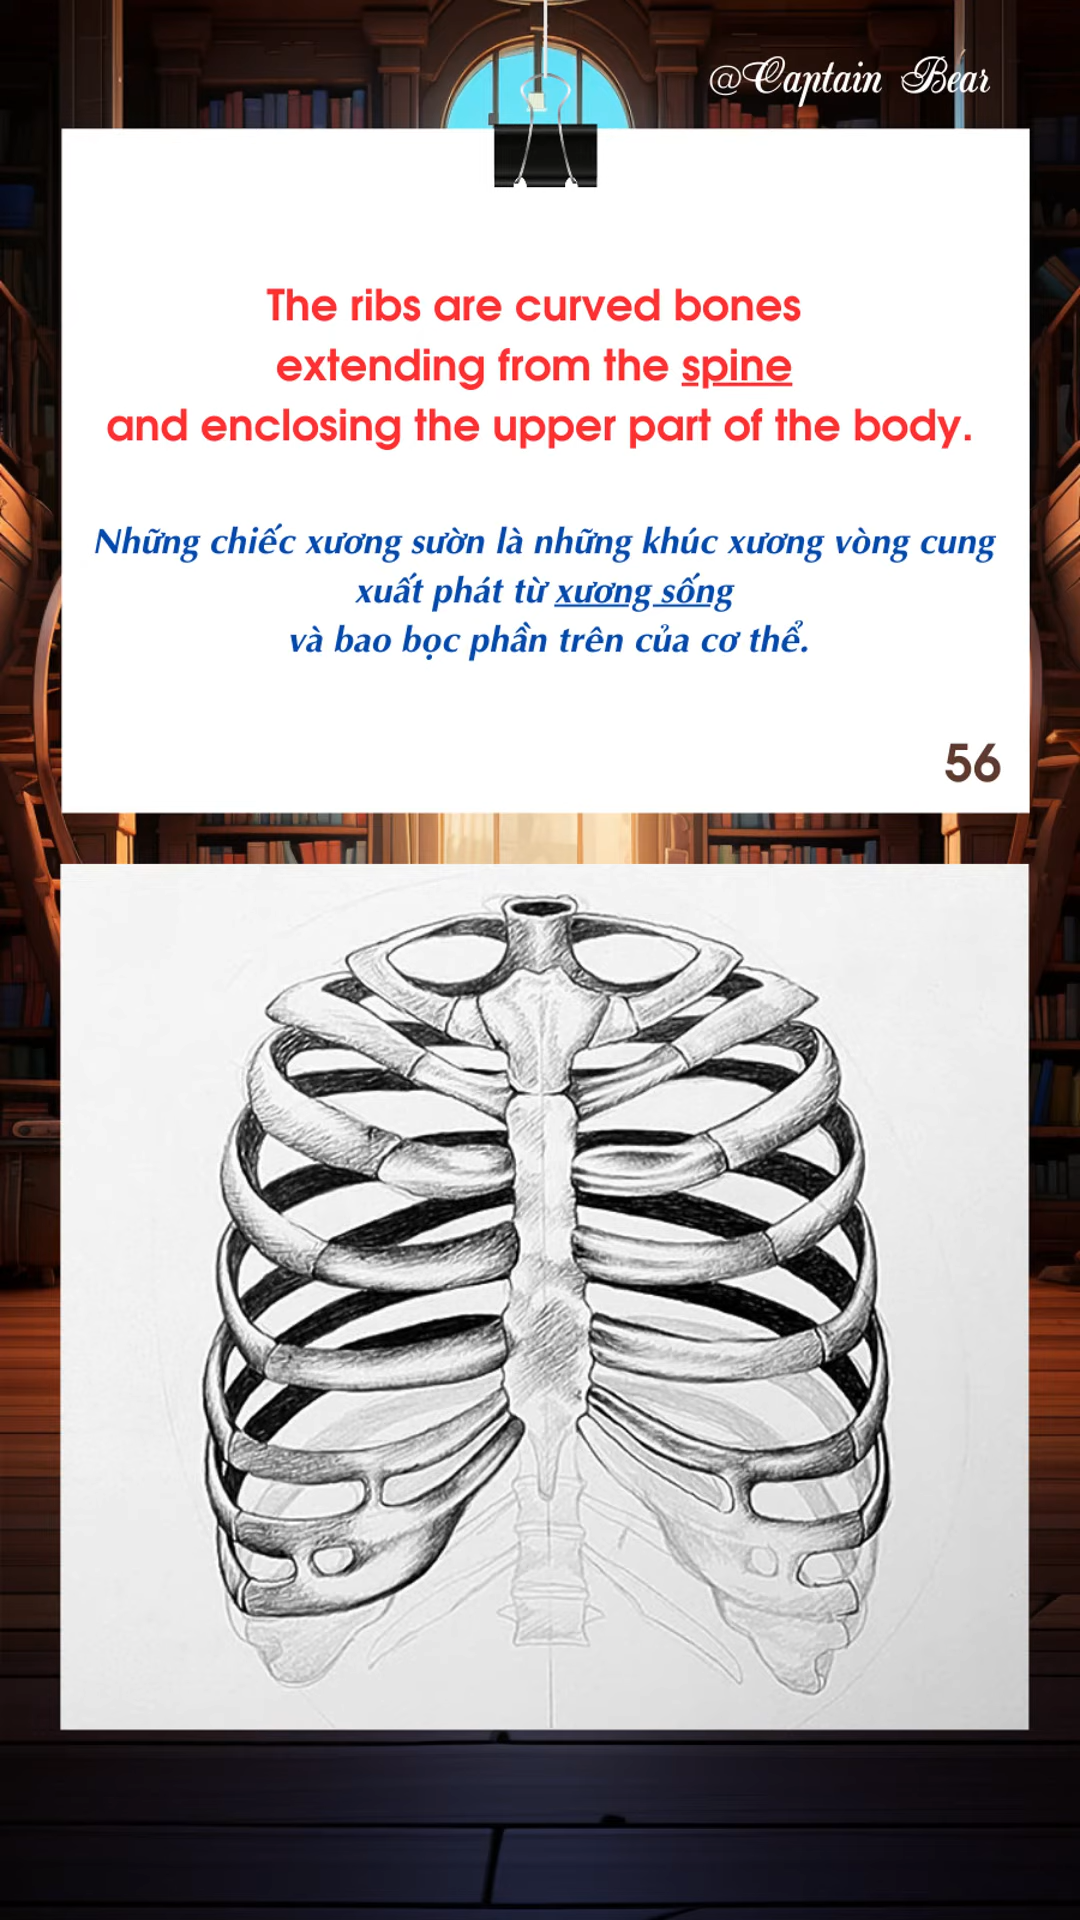 @Captain Bear
The ribs are curved bones
extending from the spine
and enclosing the upper part of the body.
Những chiếc xương sườn là những khúc xương vòng cung
xuất phát từ xương sống
và bao bọc phần trên của cơ thể.
56